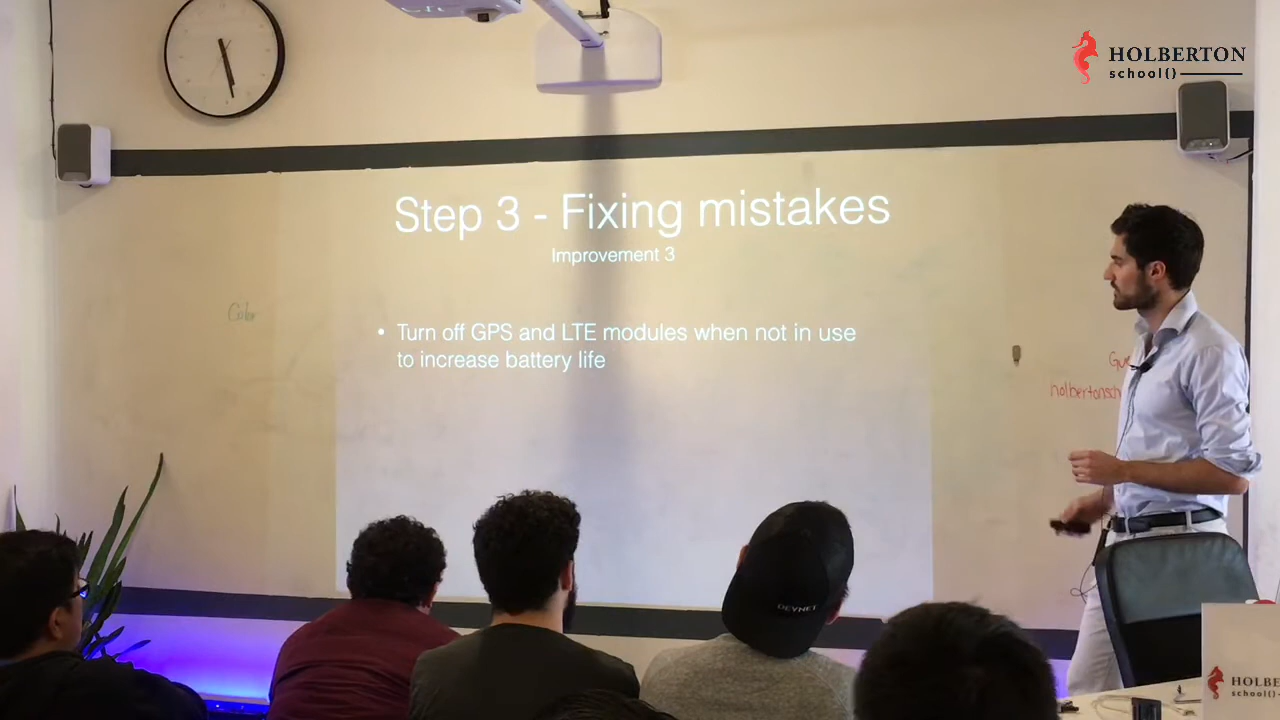 HOLBERTON
school()
Step 3 - Fixing mistakes
Improvement 3
• Turn off GPS and LTE modules when not in use
to increase battery life
DEVNET